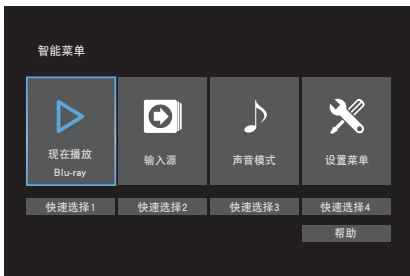 智能菜单
现在播放
Blu-ray
输入源
声音模式
设置菜单
快速选择1
快速选择2
快速选择3
快速选择4
帮助